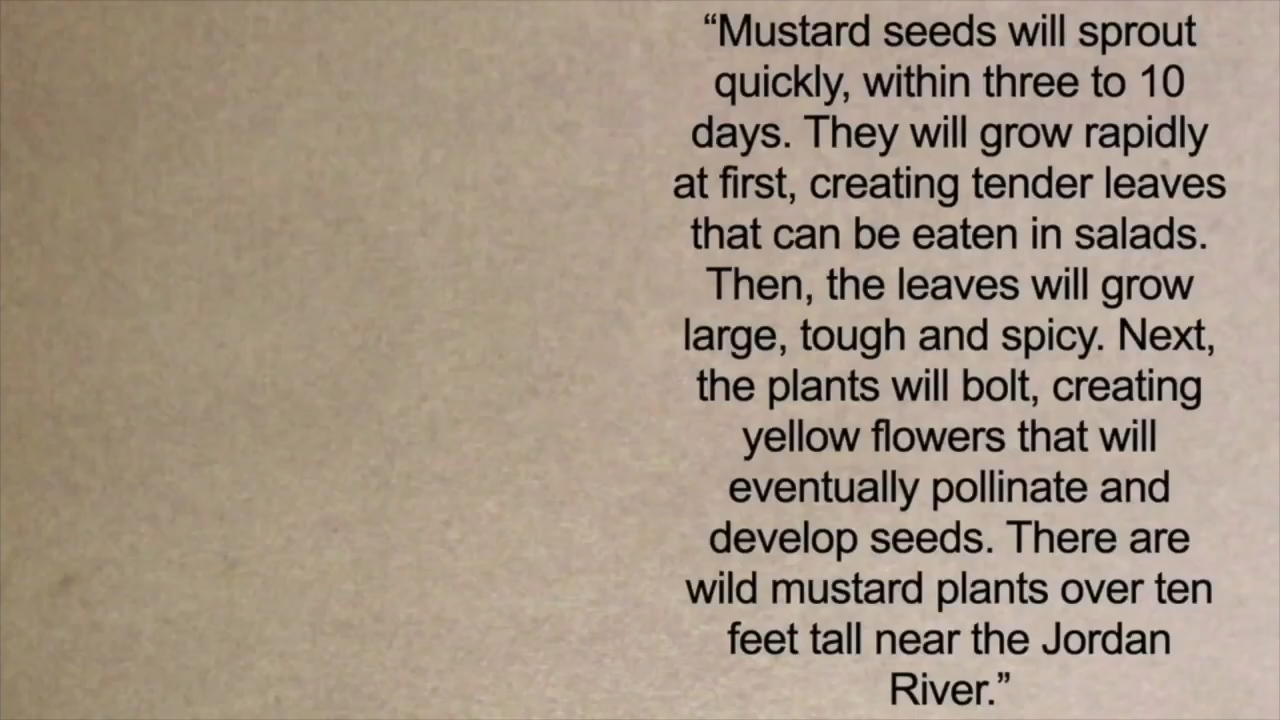 “Mustard seeds will sprout
quickly, within three to 10
days. They will grow rapidly
at first, creating tender leaves
that can be eaten in salads.
Then, the leaves will grow
large, tough and spicy. Next,
the plants will bolt, creating
yellow flowers that will
eventually pollinate and
develop seeds. There are
wild mustard plants over ten
feet tall near the Jordan
River.”